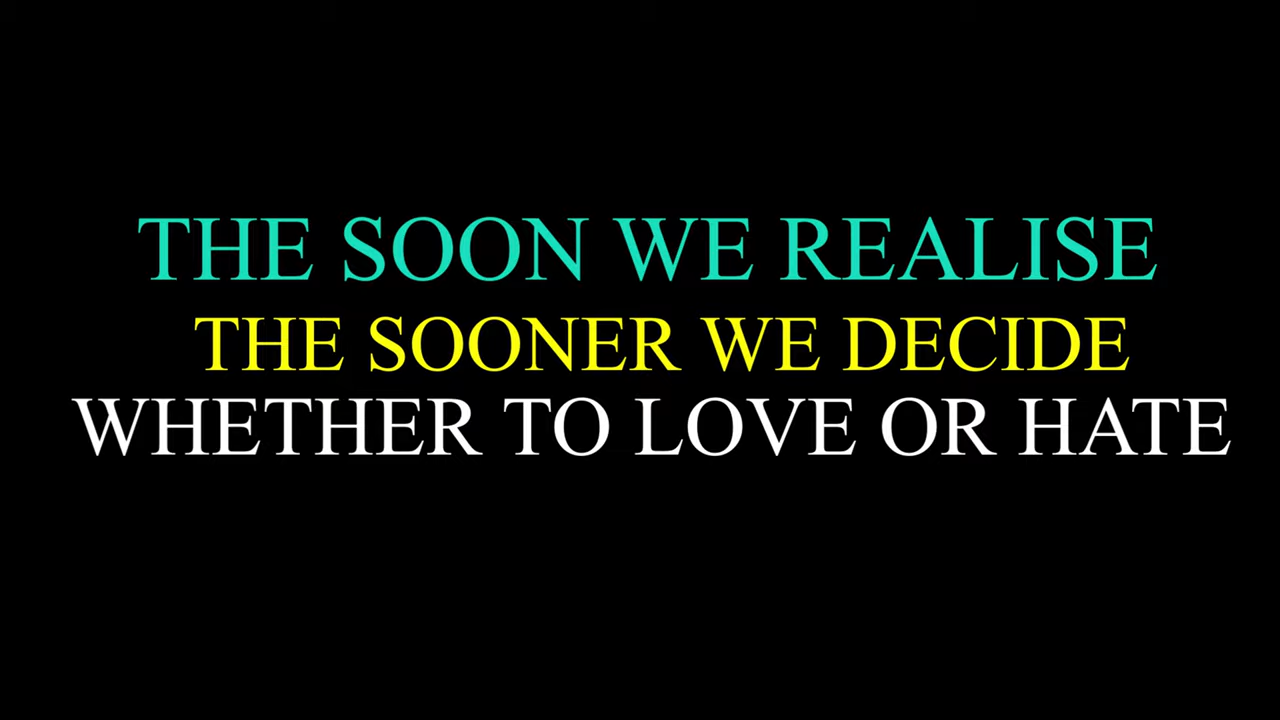 THE SOON WE REALISE
THE SOONER WE DECIDE
WHETHER TO LOVE OR HATE